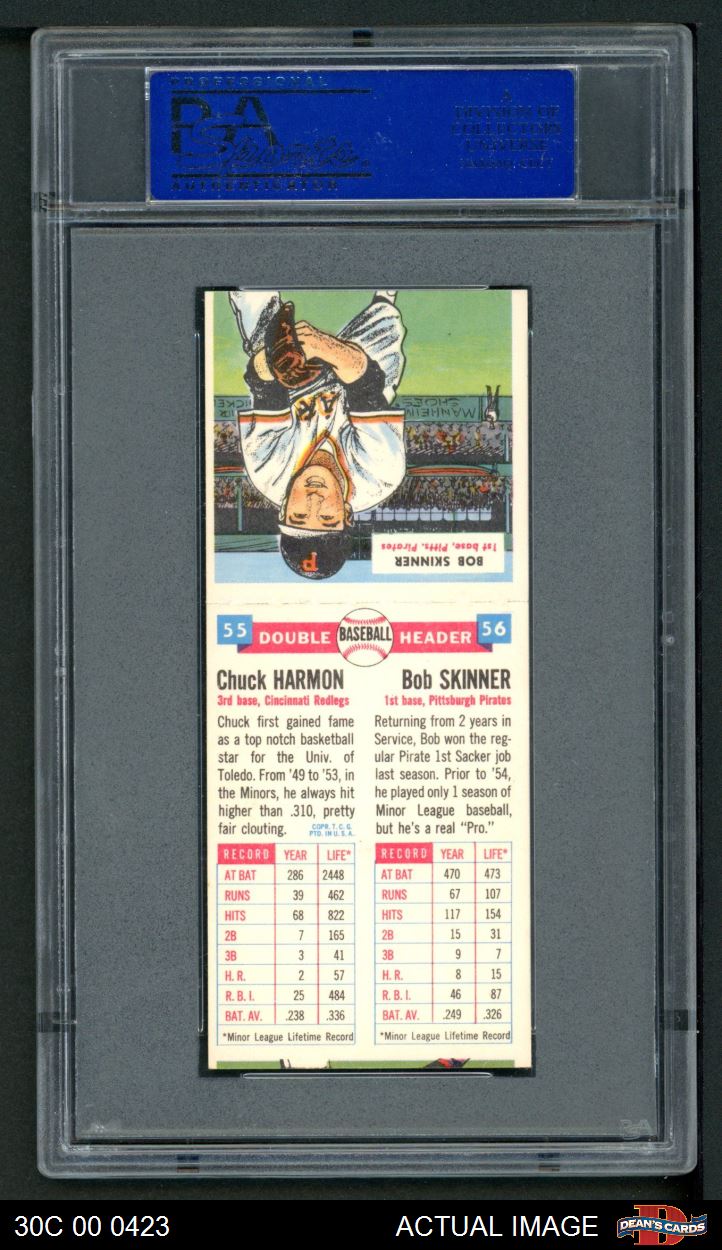 PROFESSIONAL
PSA
AUTHENTICATOR
A
DIVISION OF
COLLECTORS
UNIVERSE
NASDAQ: CLCT
MANHEIM
SHOES
BOB SKINNER
1st base, Pitts. Pirates
P
55 DOUBLE BASEBALL HEADER 56
Chuck HARMON
3rd base, Cincinnati Redlegs
Chuck first gained fame
as a top notch basketball
star for the Univ. of
Toledo. From '49 to '53, in
the Minors, he always hit
higher than .310, pretty
fair clouting.
COPR. T. C. G.
PTD. IN U. S. A.
RECORD YEAR LIFE*
AT BAT 286 2448
RUNS 39 462
HITS 68 822
2B 7 165
3B 3 41
H. R. 2 57
R. B. I. 25 484
BAT. AV. .238 .336
*Minor League Lifetime Record
Bob SKINNER
1st base, Pittsburgh Pirates
Returning from 2 years in
Service, Bob won the reg-
ular Pirate 1st Sacker job
last season. Prior to '54,
he played only 1 season of
Minor League baseball,
but he's a real "Pro."
RECORD YEAR LIFE*
AT BAT 470 473
RUNS 67 107
HITS 117 154
2B 15 31
3B 9 7
H. R. 8 15
R. B. I. 46 87
BAT. AV. .249 .326
*Minor League Lifetime Record
PSA
30C 00 0423
ACTUAL IMAGE
DEAN'S CARDS